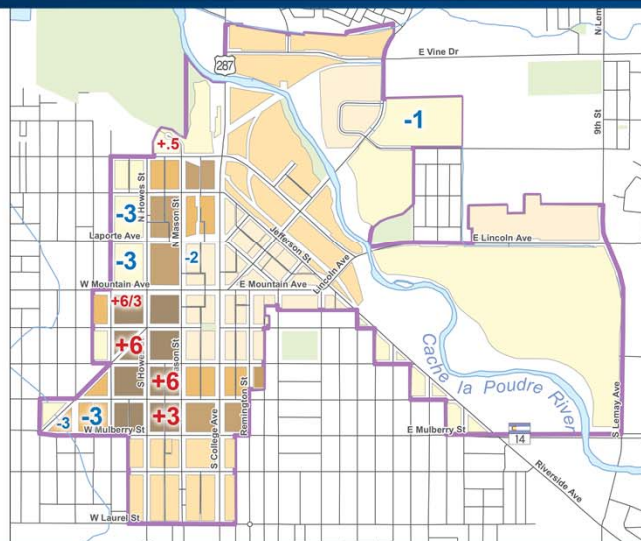 E Vine Dr
N Lem
287
9th St
-1
+.5
N Howes St
N Mason St
-3
Laporte Ave
-3
-2
Jefferson St
Lincoln Ave
E Lincoln Ave
W Mountain Ave
E Mountain Ave
+6/3
+6
S Howe
Mason St
+6
Cache la Poudre River
Remington St
S College Ave
-3
-3
+3
W Mulberry St
E Mulberry St
14
S Lemay Ave
Riverside Ave
W Laurel St